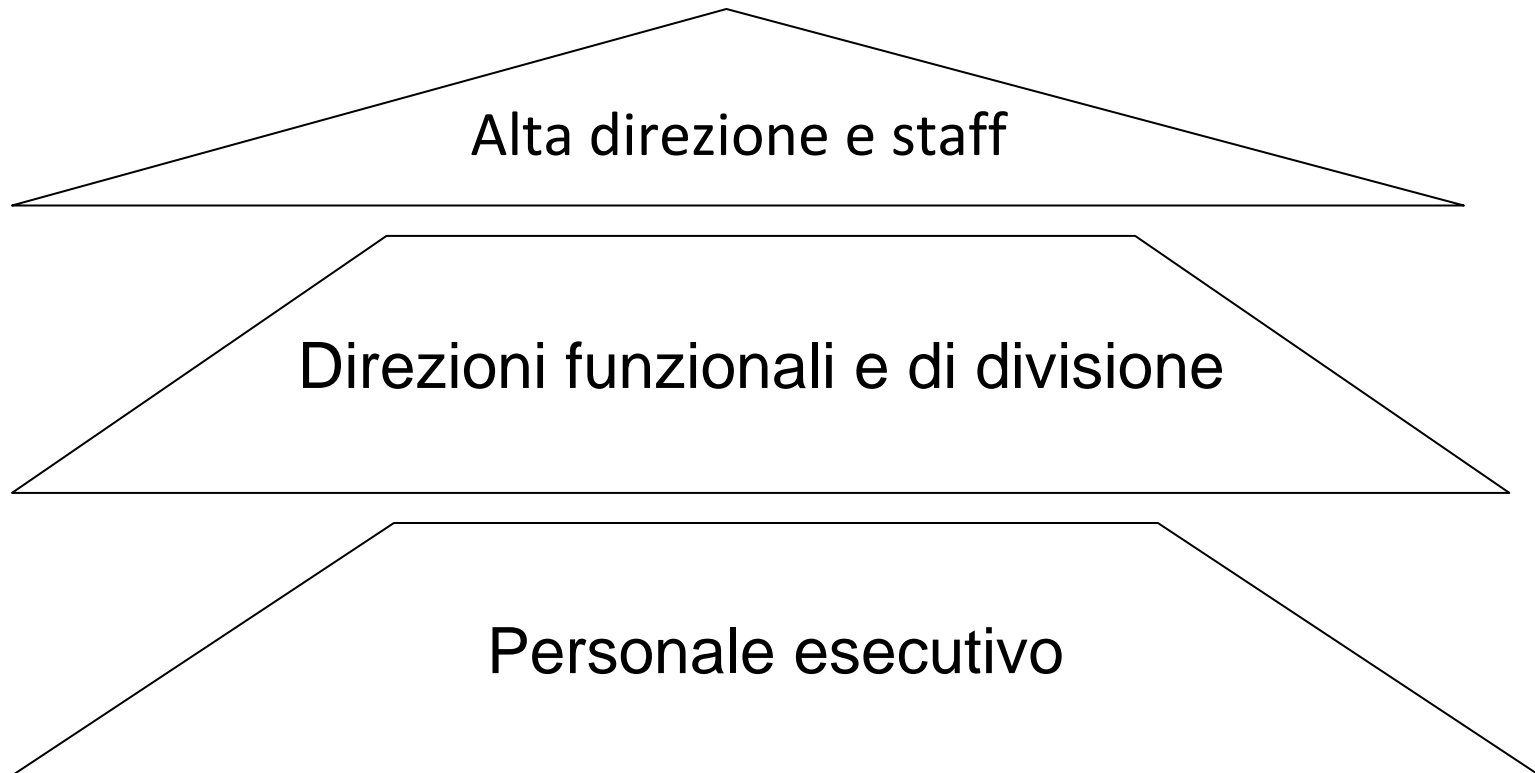 Alta direzione e staff
Direzioni funzionali e di divisione
Personale esecutivo